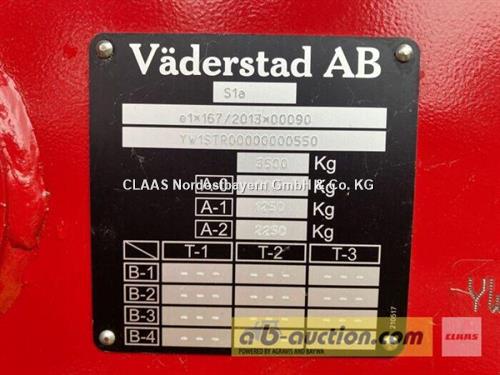 Väderstad AB
S1a
e1*167/2013*00090
YW1STR00000000550
3500 Kg
CLAAS Nordostbayern GmbH & Co. KG
A-0 Kg
A-1 1250 Kg
A-2 2250 Kg
T-1 T-2 T-3
B-1 --- --- ---
B-2 --- --- ---
B-3 --- --- ---
B-4 --- --- ---
210517
ab-auction.com
POWERED BY AGRAVIS AND BAYWA
CLAAS